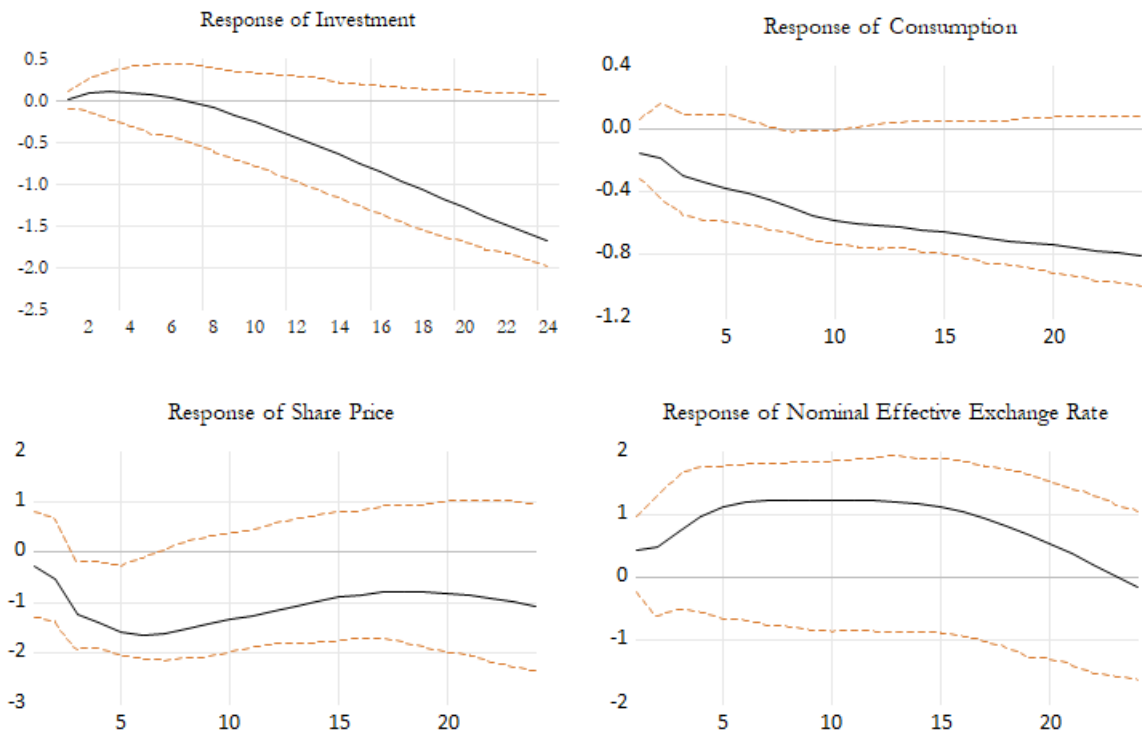 Response of Investment
0.5
0.0
-0.5
-1.0
-1.5
-2.0
-2.5
2 4 6 8 10 12 14 16 18 20 22 24
Response of Consumption
0.4
0.0
-0.4
-0.8
-1.2
5 10 15 20
Response of Share Price
2
1
0
-1
-2
-3
5 10 15 20
Response of Nominal Effective Exchange Rate
2
1
0
-1
-2
5 10 15 20